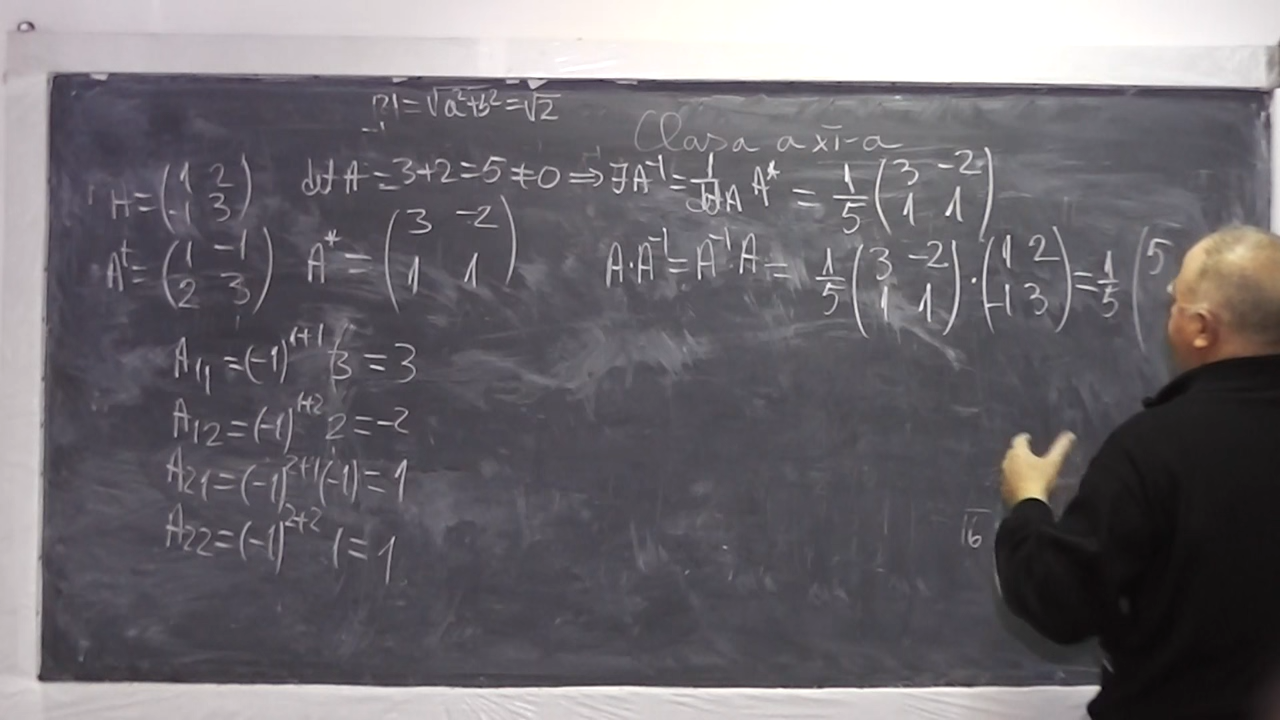 = √a²+b² = √2
Clasa a XI-a
A = (1 2 / -1 3) det A = 3+2 = 5 ≠ 0 ⇒ ∃A⁻¹ = 1/det A A* = 1/5 (3 -2 / 1 1)
Aᵗ = (1 -1 / 2 3) A* = (3 -2 / 1 1) A·A⁻¹ = A⁻¹·A = 1/5 (3 -2 / 1 1) · (1 2 / -1 3) = 1/5 (5
A₁₁ = (-1)¹⁺¹ 3 = 3
A₁₂ = (-1)¹⁺² 2 = -2
A₂₁ = (-1)²⁺¹ (-1) = 1
A₂₂ = (-1)²⁺² 1 = 1
16